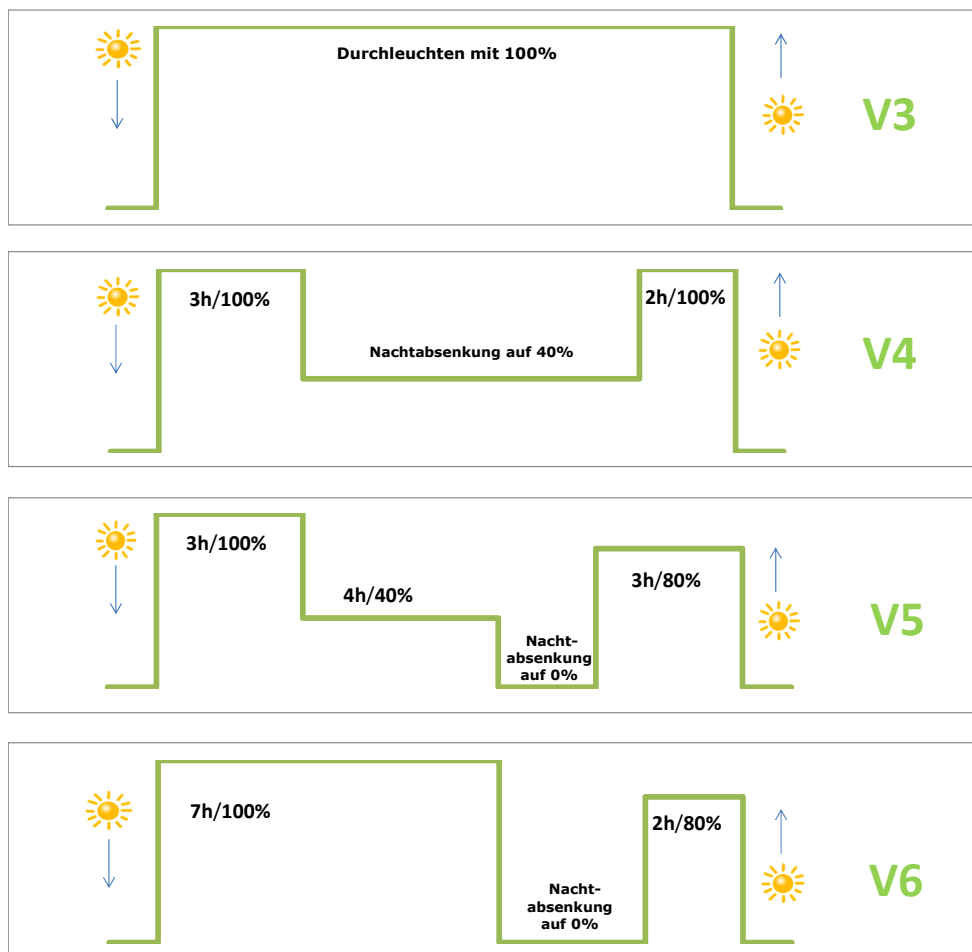 Durchleuchten mit 100%
V3
3h/100%
2h/100%
Nachtabsenkung auf 40%
V4
3h/100%
4h/40%
3h/80%
Nacht-
absenkung
auf 0%
V5
7h/100%
2h/80%
Nacht-
absenkung
auf 0%
V6